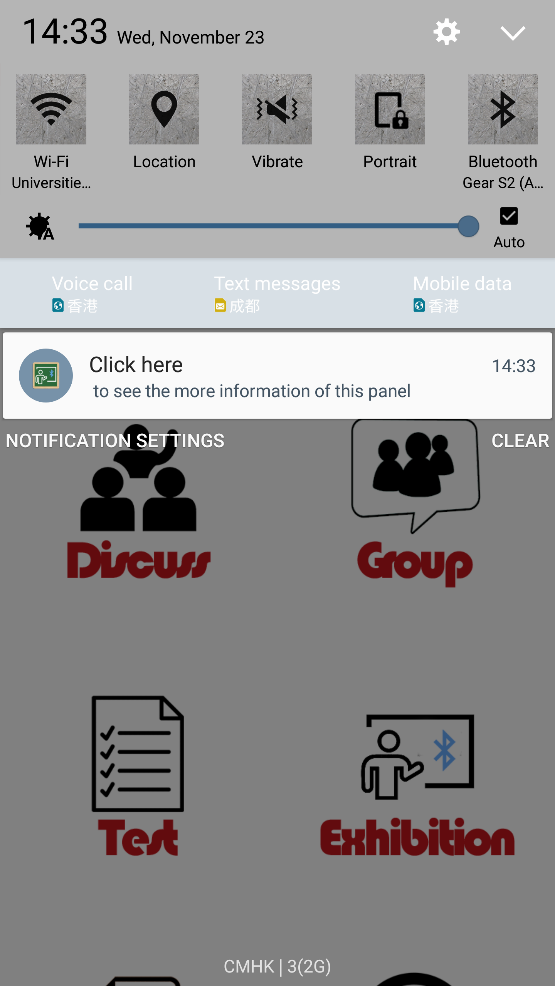 14:33 Wed, November 23
Wi-Fi
Universitie...
Location
Vibrate
Portrait
Bluetooth
Gear S2 (A...
A
Auto
Voice call
香港
Text messages
成都
Mobile data
香港
Click here
14:33
to see the more information of this panel
NOTIFICATION SETTINGS
CLEAR
Discuss
Group
Test
Exhibition
CMHK | 3(2G)